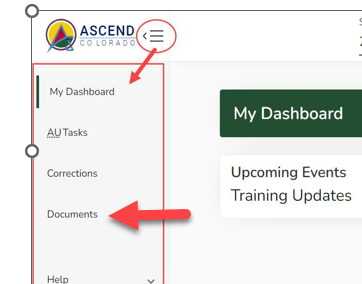 ASCEND
COLORADO
My Dashboard
AU Tasks
Corrections
Documents
Help
My Dashboard
Upcoming Events
Training Updates